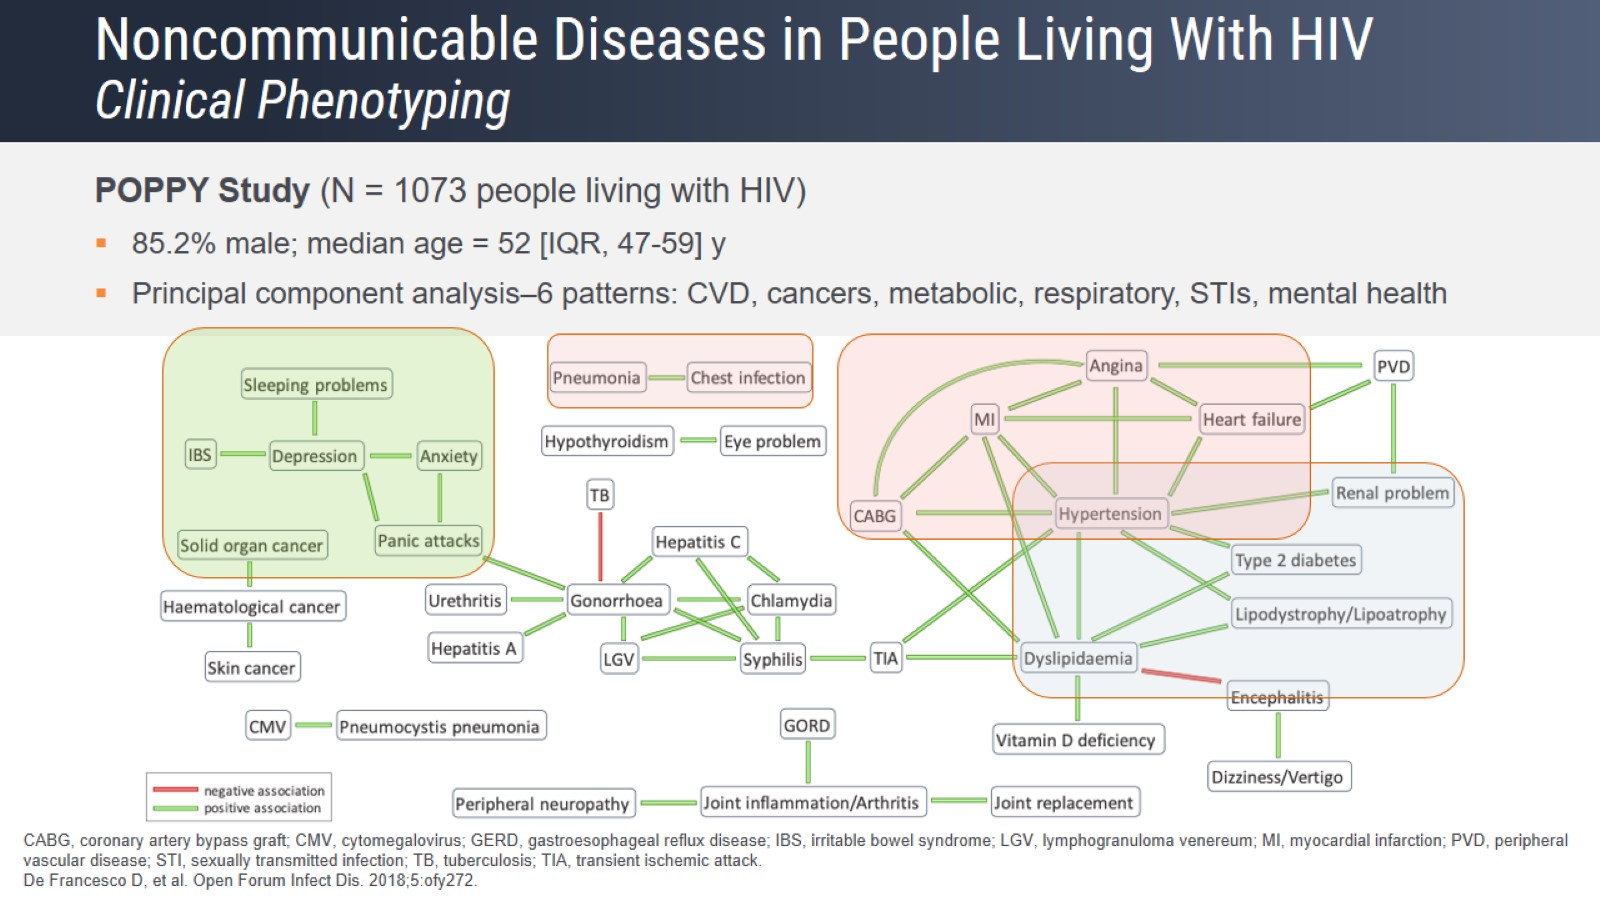 Noncommunicable Diseases in People Living With HIV
Clinical Phenotyping
POPPY Study (N = 1073 people living with HIV)
▪ 85.2% male; median age = 52 [IQR, 47-59] y
▪ Principal component analysis–6 patterns: CVD, cancers, metabolic, respiratory, STIs, mental health
Sleeping problems
IBS
Depression
Anxiety
Solid organ cancer
Panic attacks
Haematological cancer
Skin cancer
Pneumonia
Chest infection
Hypothyroidism
Eye problem
TB
Hepatitis C
Urethritis
Gonorrhoea
Chlamydia
Hepatitis A
LGV
Syphilis
TIA
Angina
PVD
MI
Heart failure
CABG
Hypertension
Renal problem
Type 2 diabetes
Lipodystrophy/Lipoatrophy
Dyslipidaemia
Encephalitis
Vitamin D deficiency
Dizziness/Vertigo
CMV
Pneumocystis pneumonia
GORD
Peripheral neuropathy
Joint inflammation/Arthritis
Joint replacement
negative association
positive association
CABG, coronary artery bypass graft; CMV, cytomegalovirus; GERD, gastroesophageal reflux disease; IBS, irritable bowel syndrome; LGV, lymphogranuloma venereum; MI, myocardial infarction; PVD, peripheral
vascular disease; STI, sexually transmitted infection; TB, tuberculosis; TIA, transient ischemic attack.
De Francesco D, et al. Open Forum Infect Dis. 2018;5:ofy272.